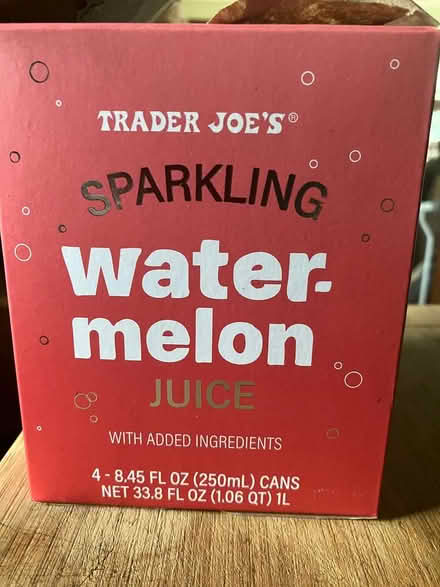 TRADER JOE'S®
SPARKLING
water-
melon
JUICE
WITH ADDED INGREDIENTS
4 - 8.45 FL OZ (250mL) CANS
NET 33.8 FL OZ (1.06 QT) 1L